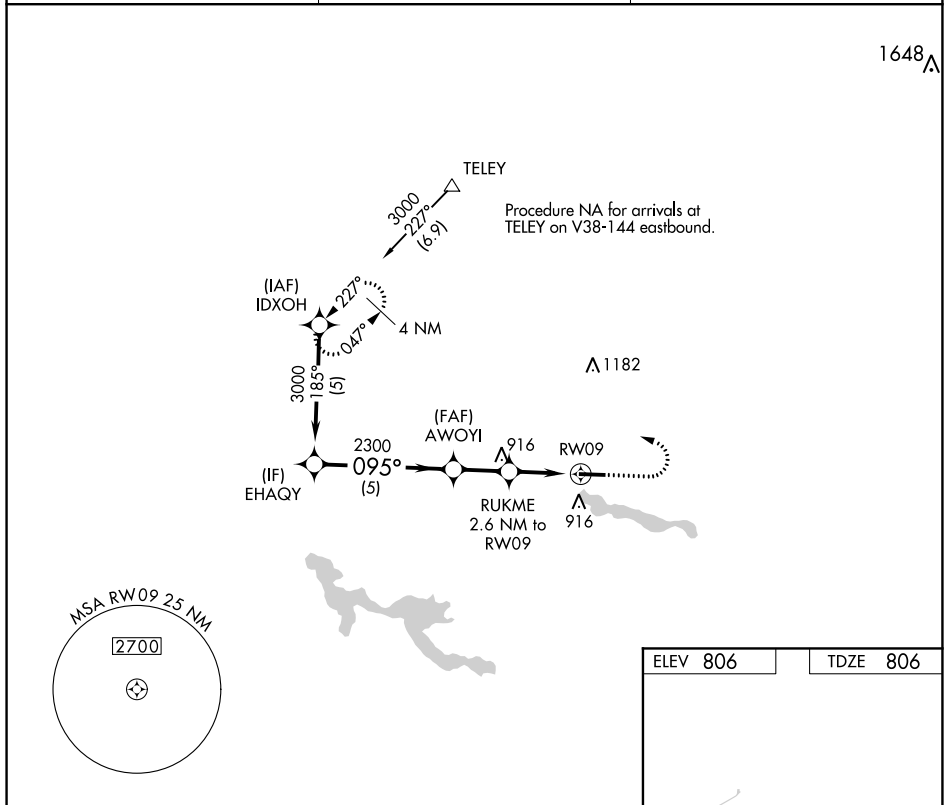 1648
TELEY
3000
227°
(6.9)
Procedure NA for arrivals at
TELEY on V38-144 eastbound.
(IAF)
IDXOH
227°
047°
4 NM
3000
185°
(5)
1182
(FAF)
AWOYI
916
RW09
2300
095°
(5)
(IF)
EHAQY
RUKME
2.6 NM to
RW09
916
MSA RW09 25 NM
2700
ELEV 806
TDZE 806